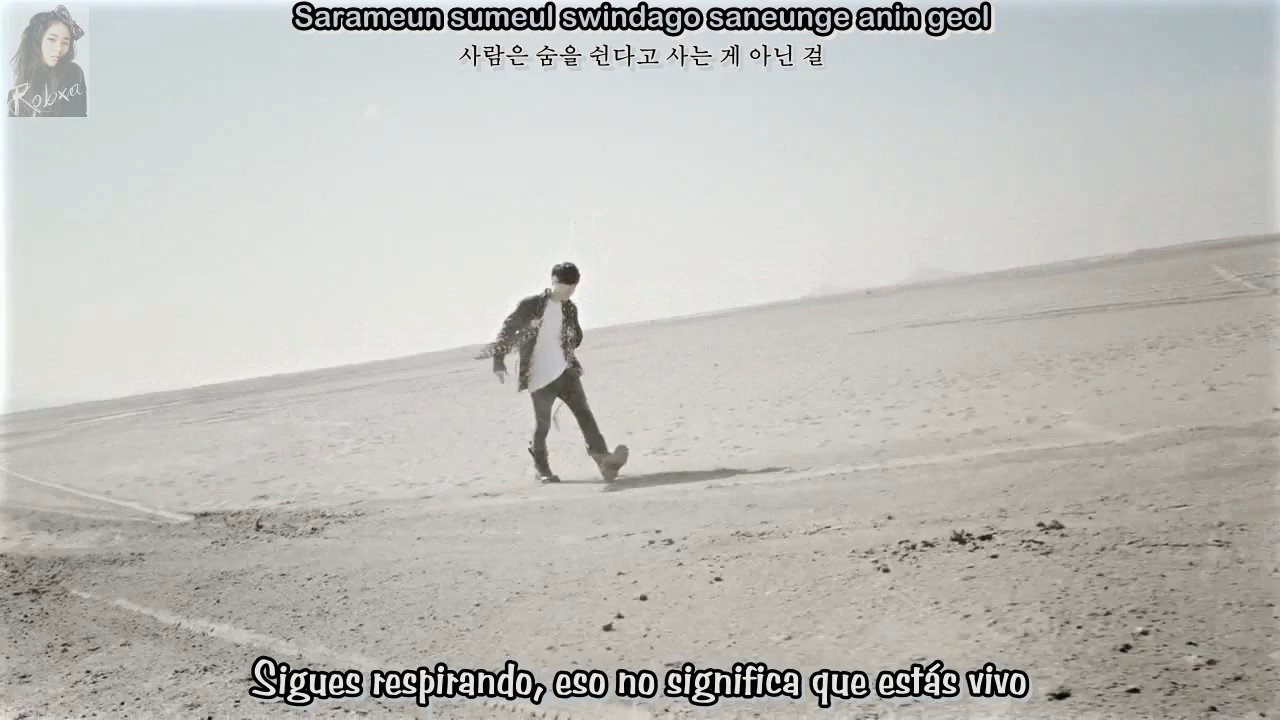 Sarameun sumeul swindago saneunge anin geol
사람은 숨을 쉰다고 사는 게 아닌 걸
Robxa
Sigues respirando, eso no significa que estás vivo